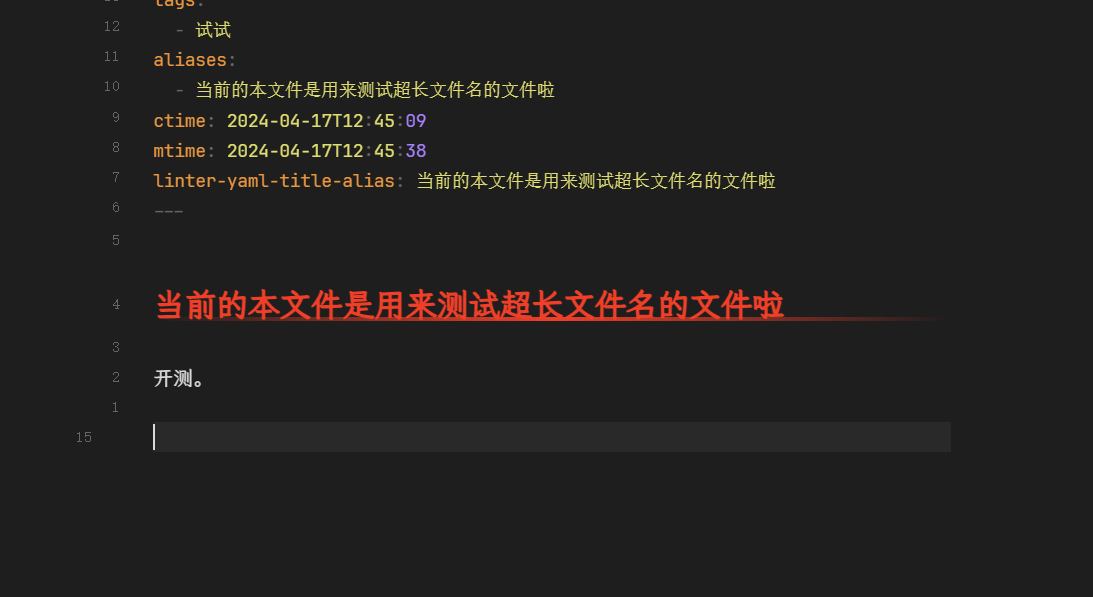 tags:
12 - 试试
11 aliases:
10 - 当前的本文件是用来测试超长文件名的文件啦
9 ctime: 2024-04-17T12:45:09
8 mtime: 2024-04-17T12:45:38
7 linter-yaml-title-alias: 当前的本文件是用来测试超长文件名的文件啦
6 ---
5
4 当前的本文件是用来测试超长文件名的文件啦
3
2 开测。
1
15